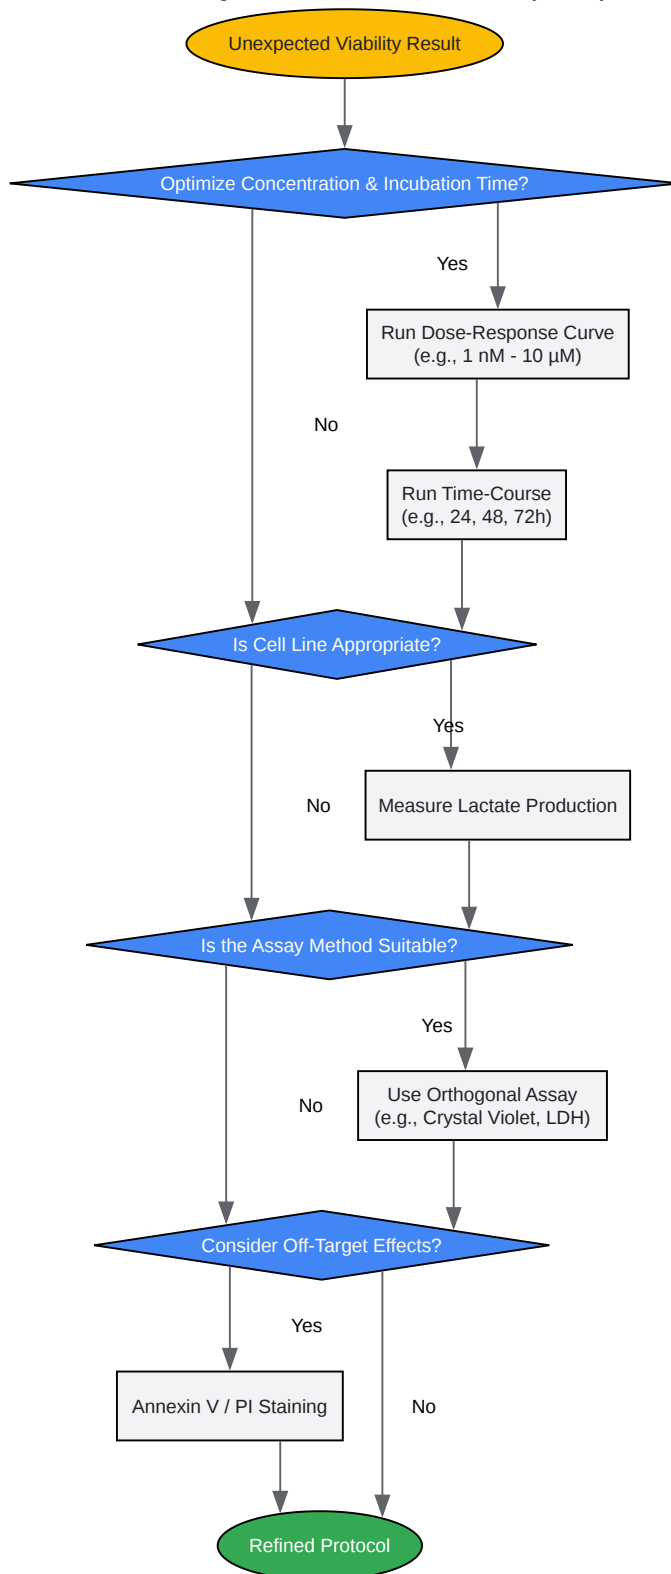 Unexpected Viability Result
Optimize Concentration & Incubation Time?
Yes
Run Dose-Response Curve
(e.g., 1 nM - 10 µM)
No
Run Time-Course
(e.g., 24, 48, 72h)
Is Cell Line Appropriate?
Yes
No
Measure Lactate Production
Is the Assay Method Suitable?
Yes
Use Orthogonal Assay
(e.g., Crystal Violet, LDH)
No
Consider Off-Target Effects?
Yes
Annexin V / PI Staining
No
Refined Protocol